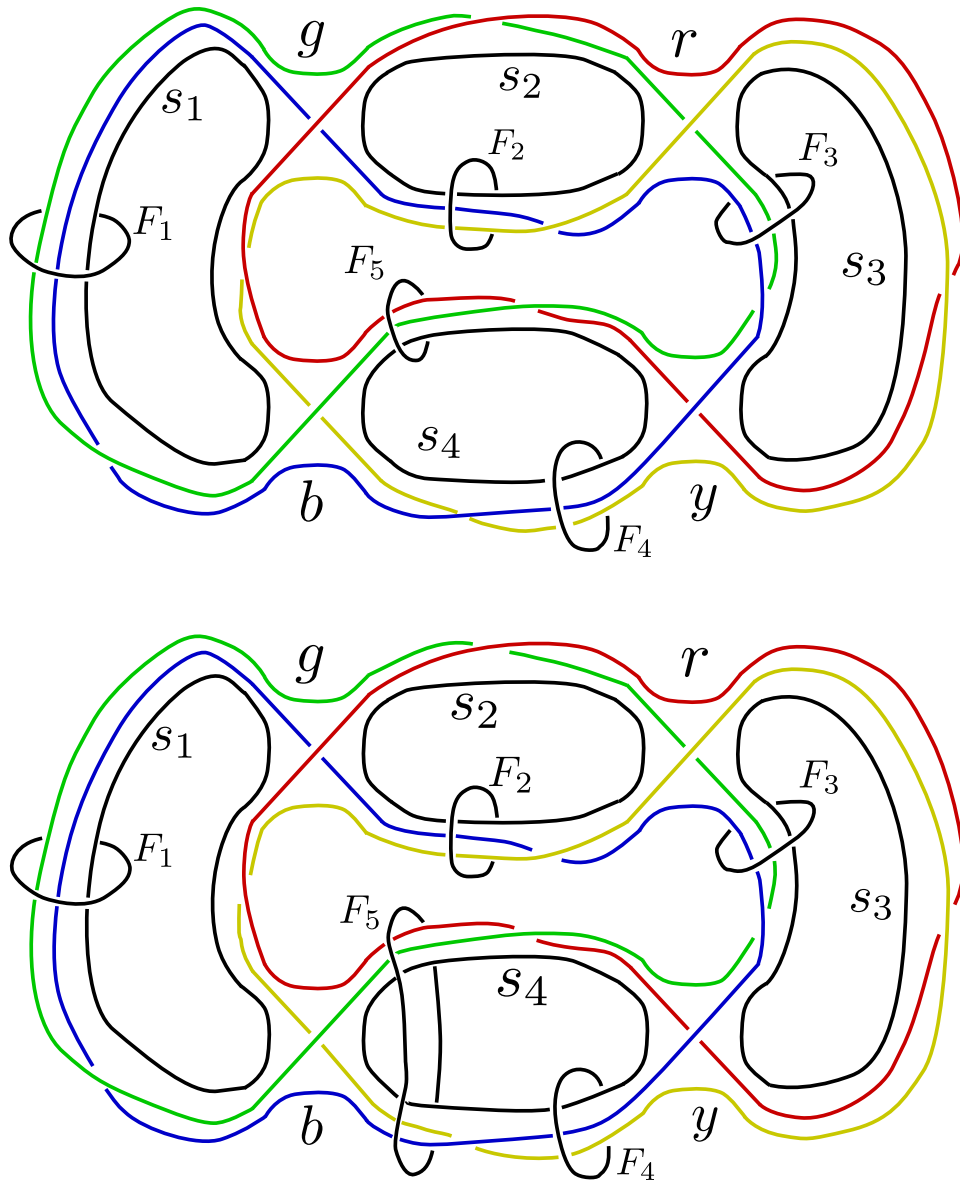 g r
s₁ s₂ F₂ F₃
F₁ F₅ s₃
s₄
b y
F₄
g r
s₁ s₂ F₂ F₃
F₁ F₅ s₃
s₄
b y
F₄